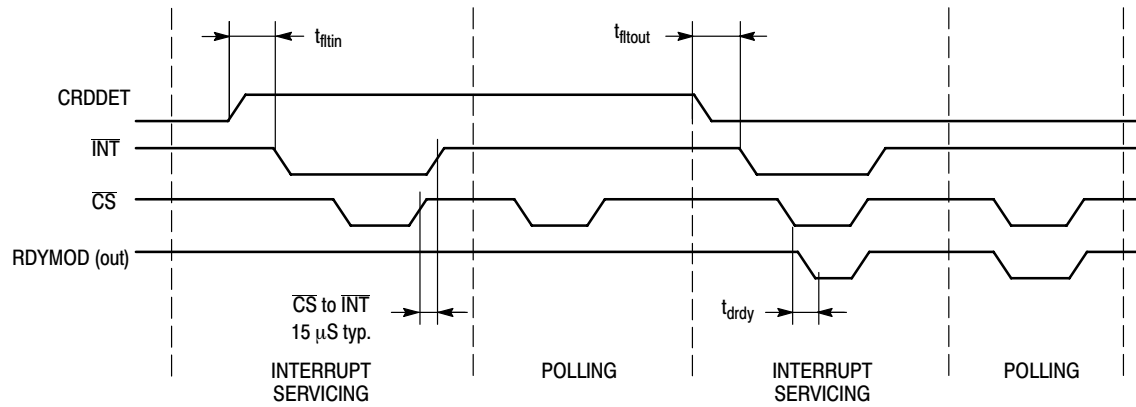 t_fltin
t_fltout
CRDDET
INT
CS
RDYMOD (out)
CS to INT
15 μS typ.
t_drdy
INTERRUPT
SERVICING
POLLING
INTERRUPT
SERVICING
POLLING